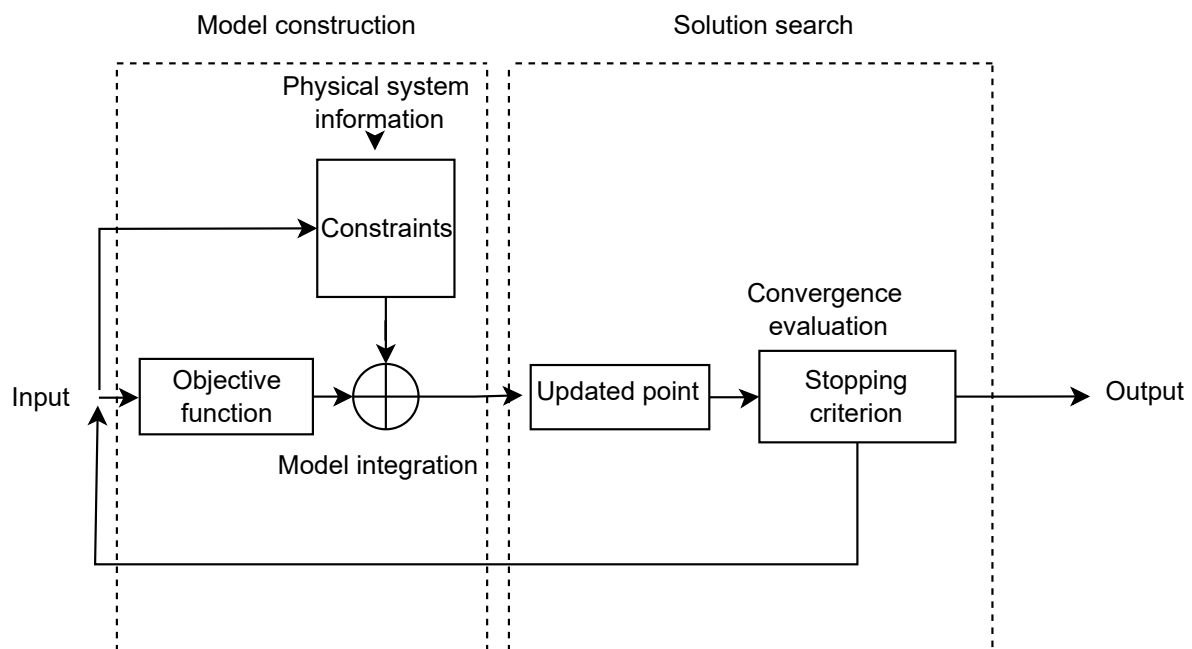 Model construction
Solution search
Physical system
information
Constraints
Convergence
evaluation
Input
Objective
function
Updated point
Stopping
criterion
Output
Model integration